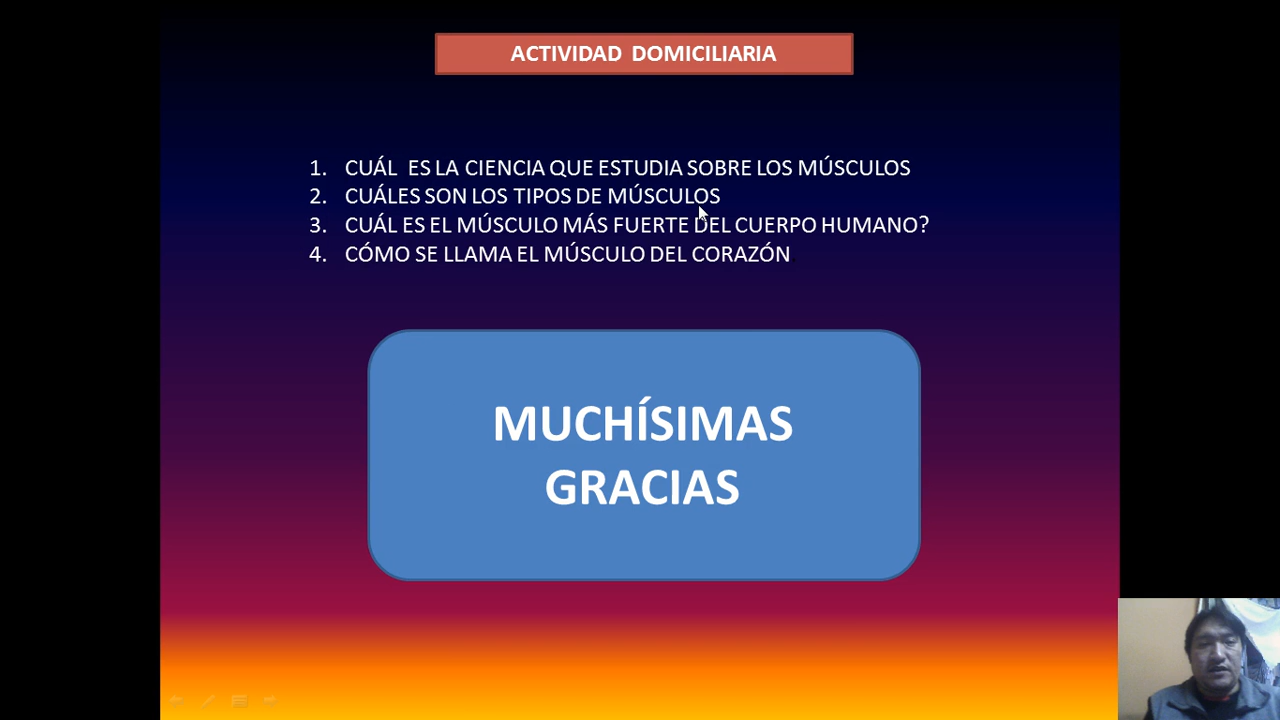 ACTIVIDAD DOMICILIARIA
1. CUÁL ES LA CIENCIA QUE ESTUDIA SOBRE LOS MÚSCULOS
2. CUÁLES SON LOS TIPOS DE MÚSCULOS
3. CUÁL ES EL MÚSCULO MÁS FUERTE DEL CUERPO HUMANO?
4. CÓMO SE LLAMA EL MÚSCULO DEL CORAZÓN
MUCHÍSIMAS
GRACIAS